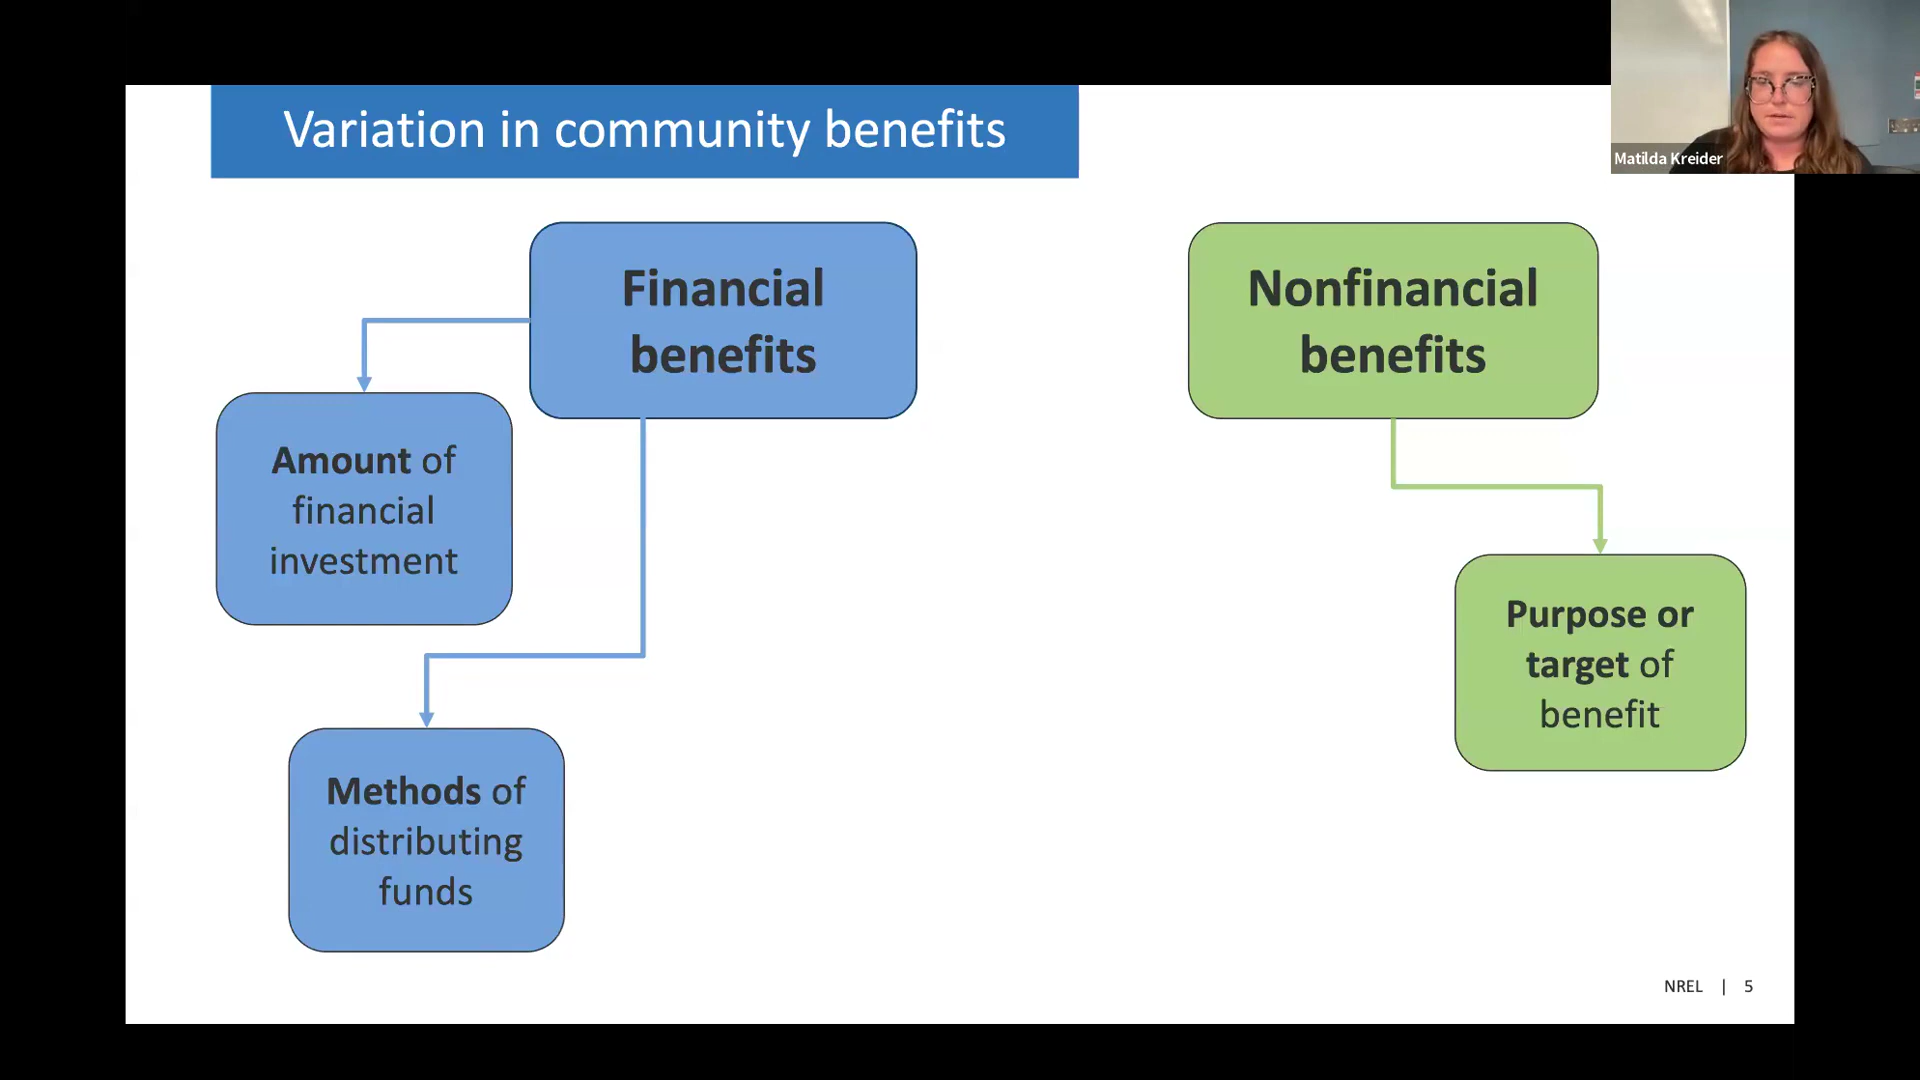 Variation in community benefits
Matilda Kreider
Financial
benefits
Nonfinancial
benefits
Amount of
financial
investment
Purpose or
target of
benefit
Methods of
distributing
funds
NREL | 5